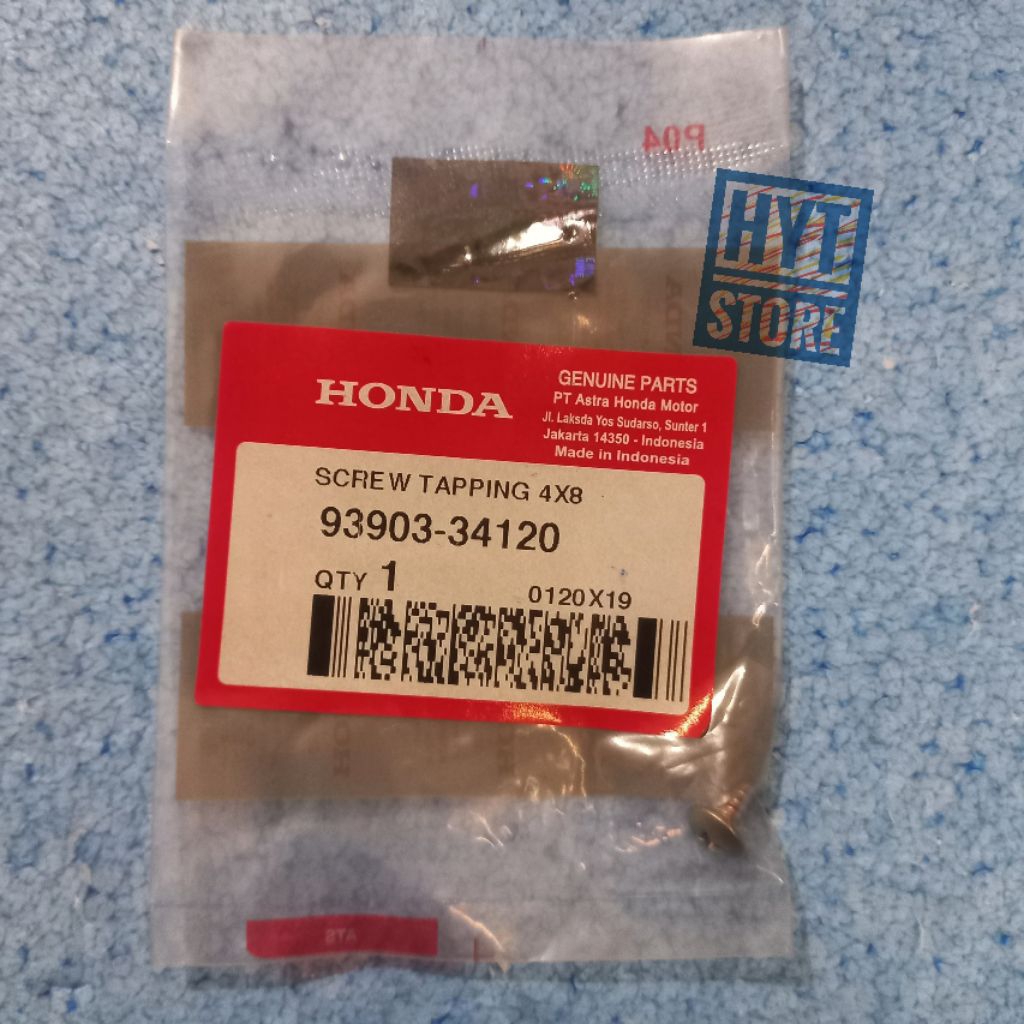 P04
HYT
STORE
HONDA
GENUINE PARTS
PT Astra Honda Motor
Jl. Laksda Yos Sudarso, Sunter 1
Jakarta 14350 - Indonesia
Made in Indonesia
SCREW TAPPING 4X8
93903-34120
QTY 1
0120X19
ATS